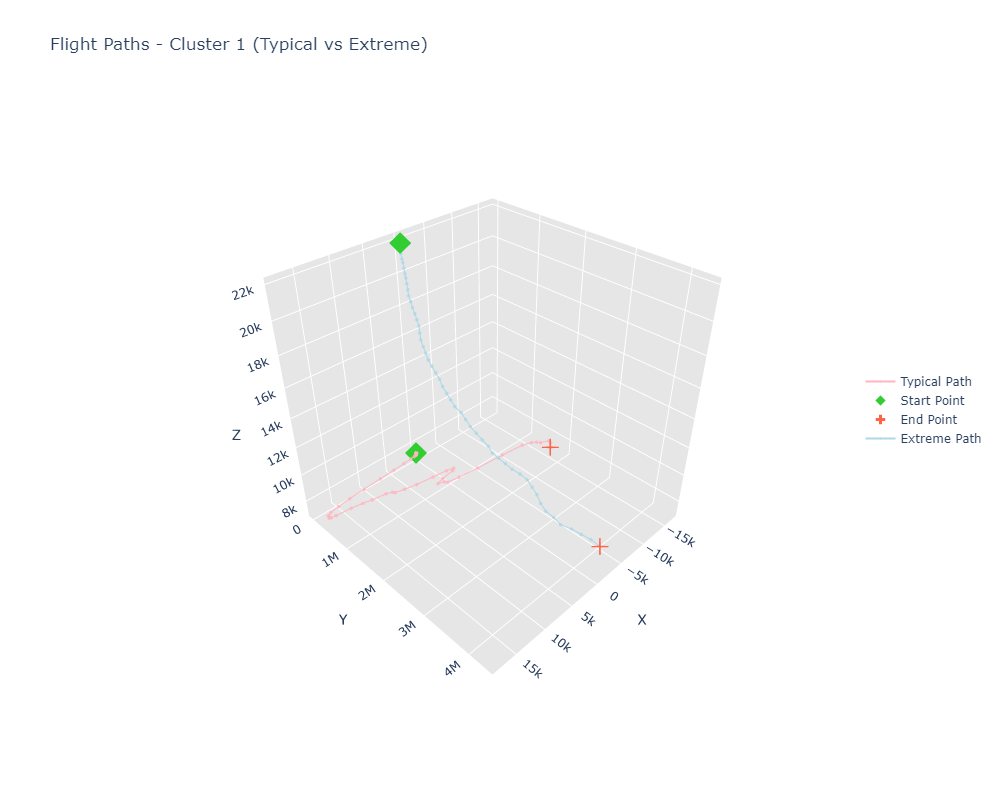 Flight Paths - Cluster 1 (Typical vs Extreme)
22k
20k
18k
16k
14k
12k
10k
8k
Z
0
1M
2M
3M
4M
Y
−15k
−10k
−5k
0
5k
10k
15k
X
Typical Path
Start Point
End Point
Extreme Path